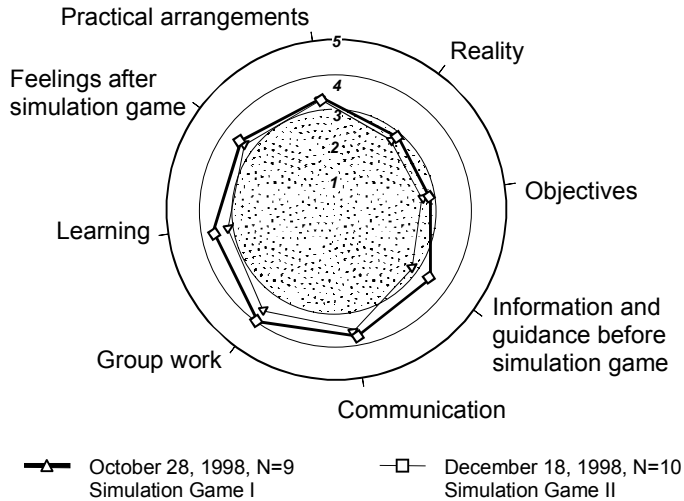 Practical arrangements
5
Reality
4
Feelings after
simulation game
3
2
1
Objectives
Learning
Information and
guidance before
simulation game
Group work
Communication
October 28, 1998, N=9
Simulation Game I
December 18, 1998, N=10
Simulation Game II